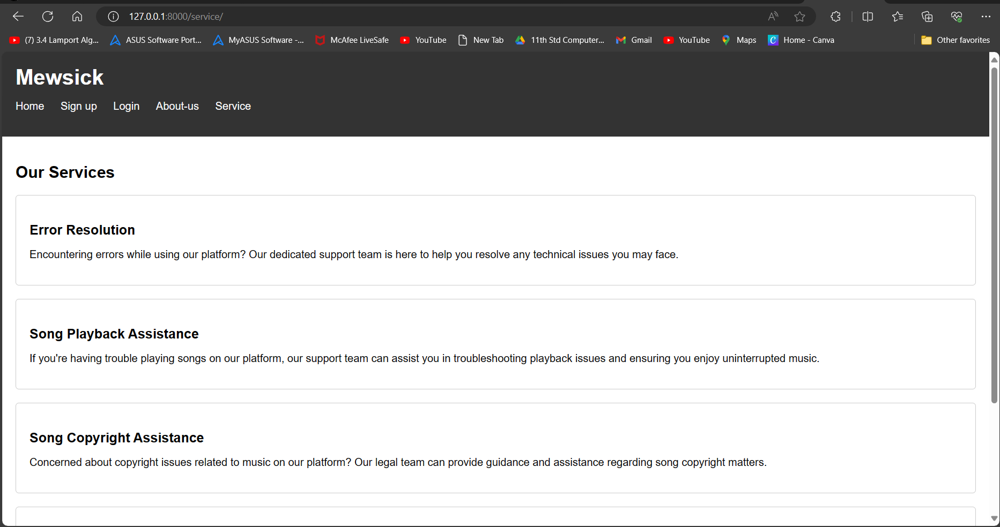 127.0.0.1:8000/service/
(7) 3.4 Lamport Alg... ASUS Software Port... MyASUS Software -... McAfee LiveSafe YouTube New Tab 11th Std Computer... Gmail YouTube Maps Home - Canva Other favorites
Mewsick
Home Sign up Login About-us Service
Our Services
Error Resolution
Encountering errors while using our platform? Our dedicated support team is here to help you resolve any technical issues you may face.
Song Playback Assistance
If you're having trouble playing songs on our platform, our support team can assist you in troubleshooting playback issues and ensuring you enjoy uninterrupted music.
Song Copyright Assistance
Concerned about copyright issues related to music on our platform? Our legal team can provide guidance and assistance regarding song copyright matters.